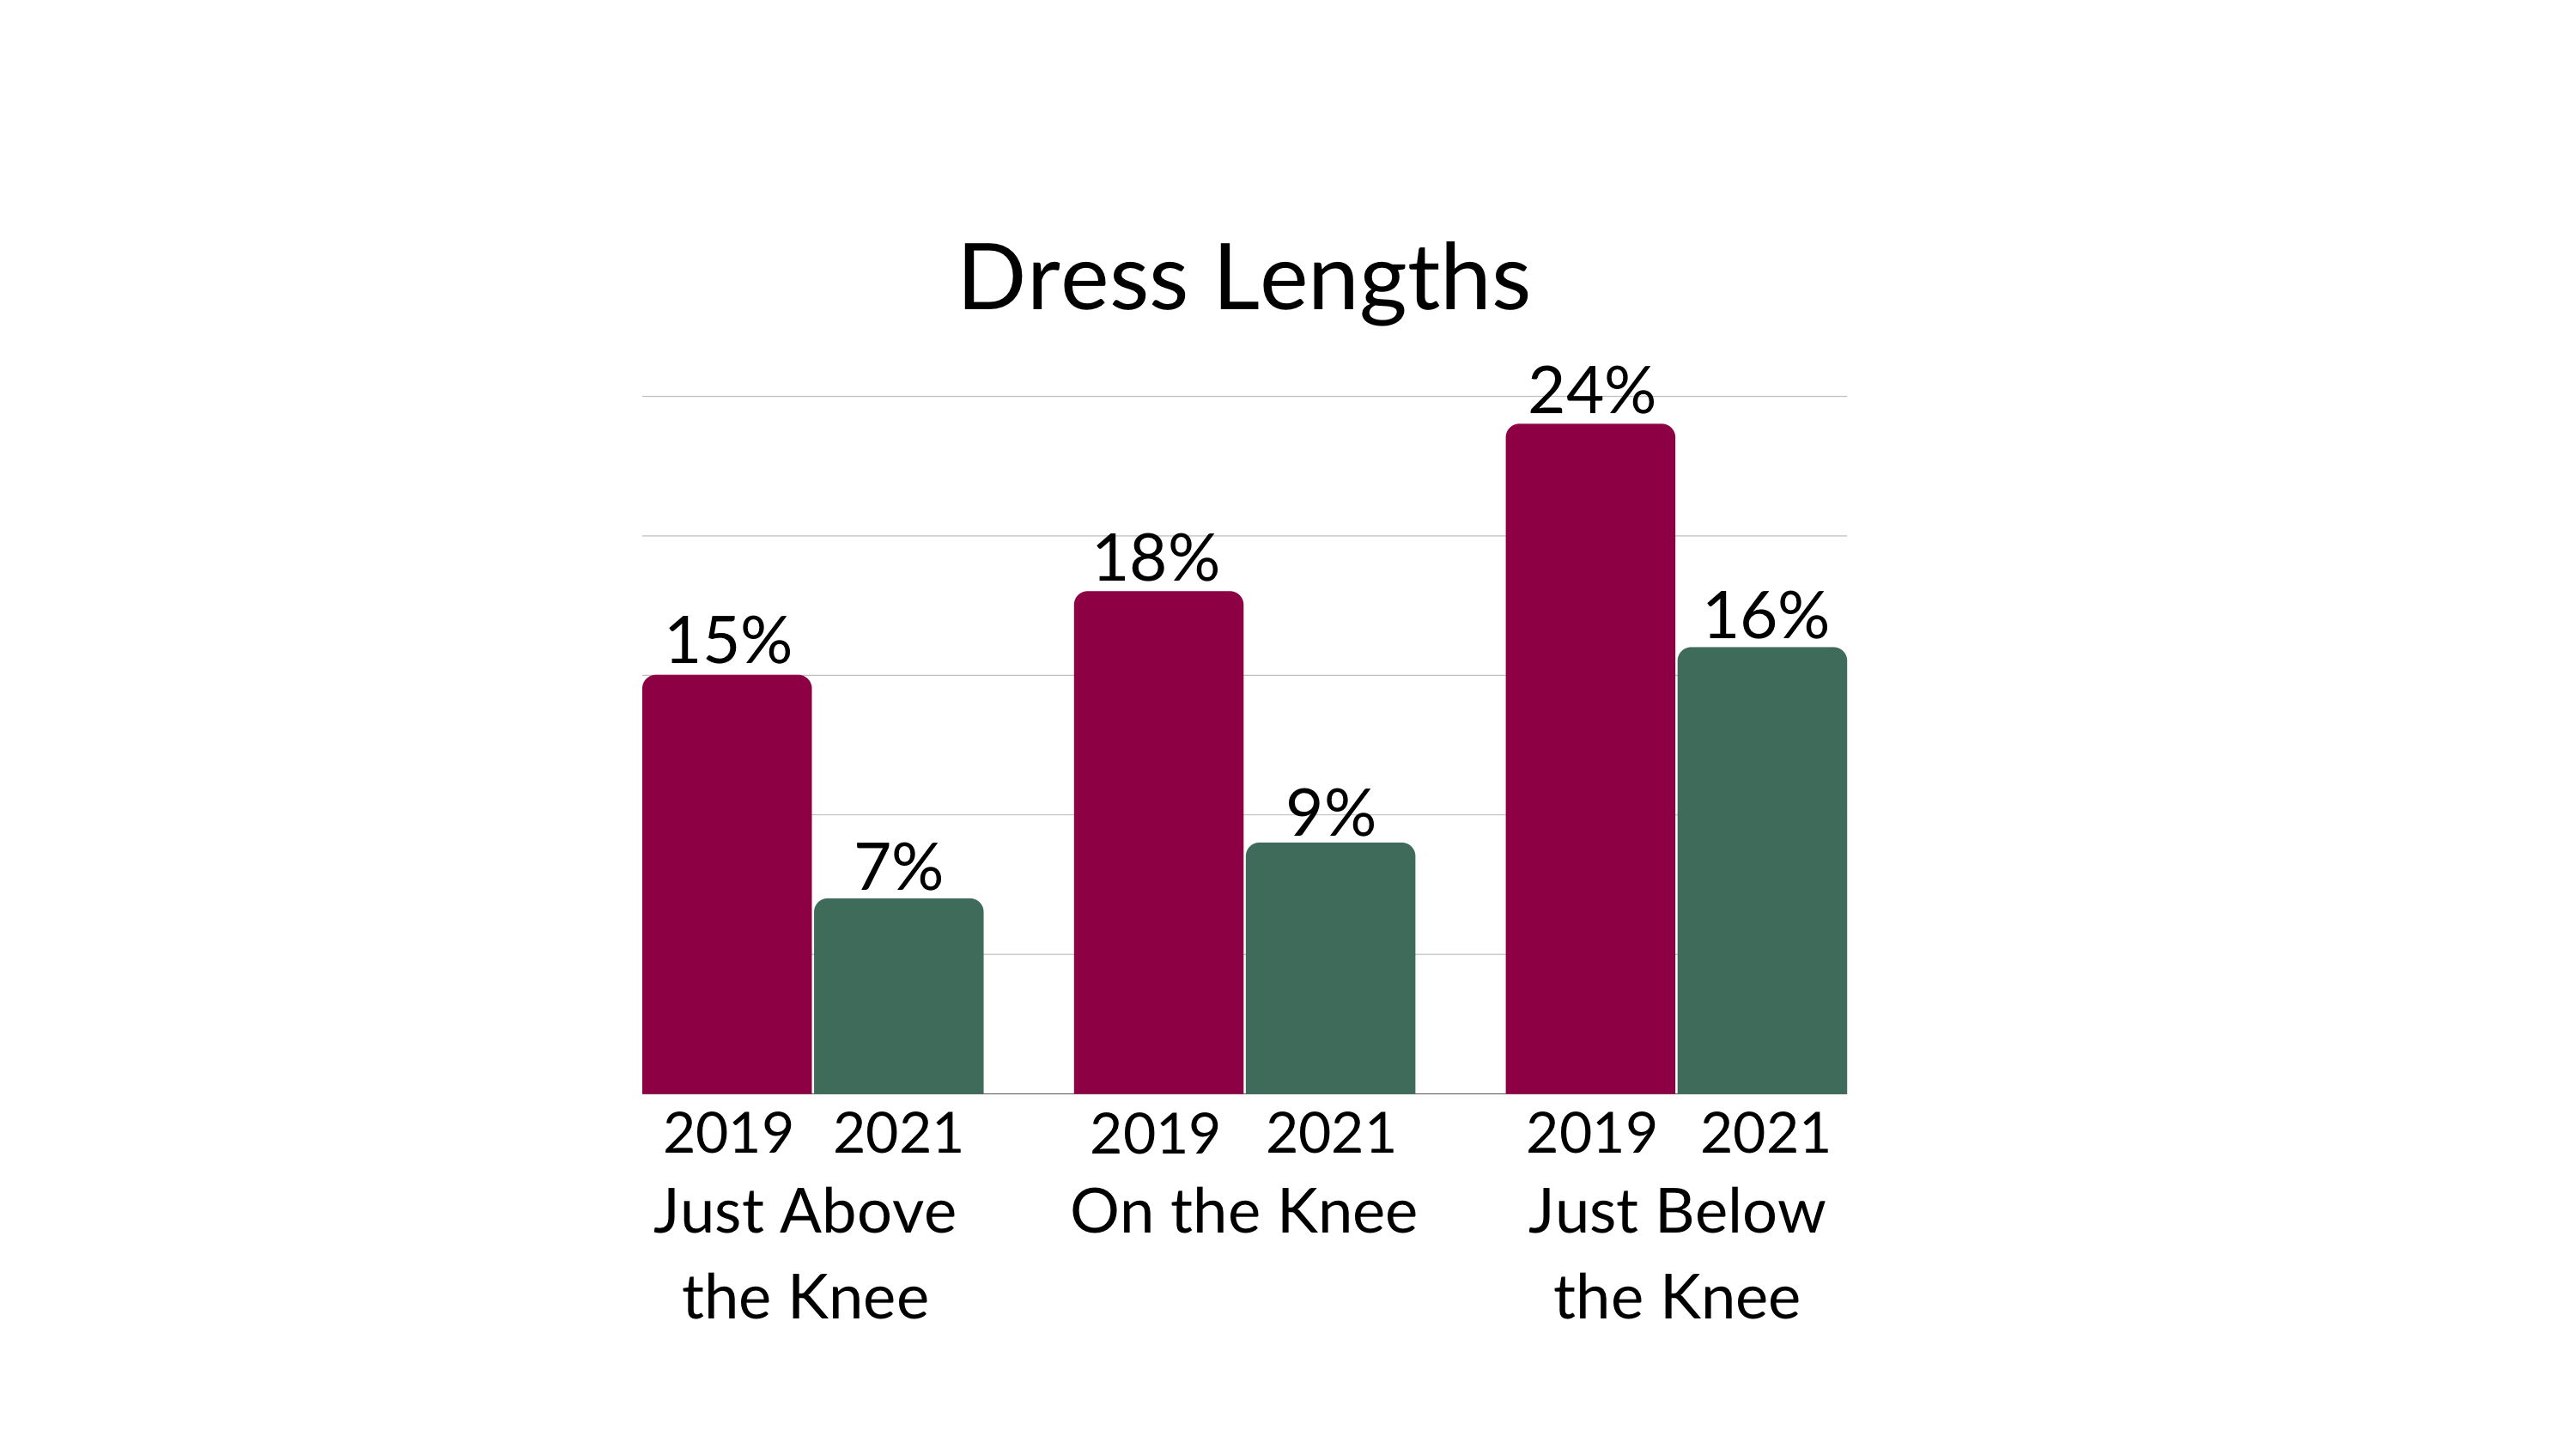 Dress Lengths
24%
18%
16%
15%
9%
7%
2019 2021 2019 2021 2019 2021
Just Above On the Knee Just Below
the Knee the Knee